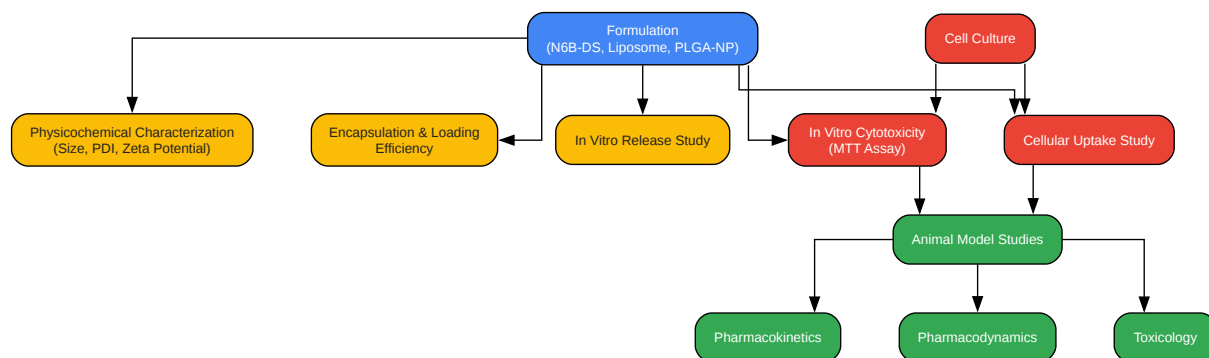 Formulation
(N6B-DS, Liposome, PLGA-NP)
Cell Culture
Physicochemical Characterization
(Size, PDI, Zeta Potential)
Encapsulation & Loading
Efficiency
In Vitro Release Study
In Vitro Cytotoxicity
(MTT Assay)
Cellular Uptake Study
Animal Model Studies
Pharmacokinetics
Pharmacodynamics
Toxicology